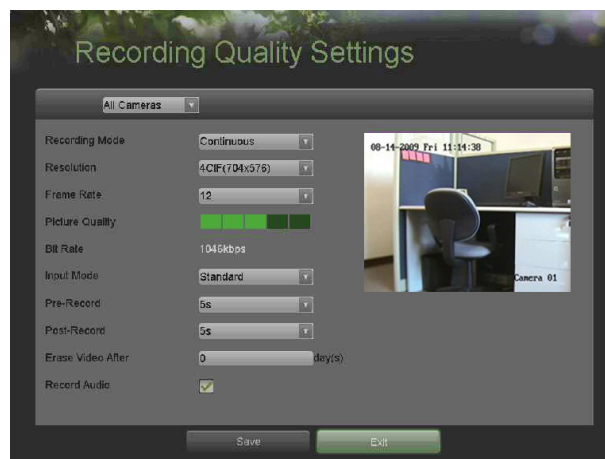 Recording Quality Settings
All Cameras
Recording Mode Continuous
Resolution 4CIF(704x576)
Frame Rate 12
Picture Quality
Bit Rate 1046kbps
Input Mode Standard
Pre-Record 5s
Post-Record 5s
Erase Video After 0 day(s)
Record Audio
08-14-2009 Fri 11:14:38
Camera 01
Save Exit